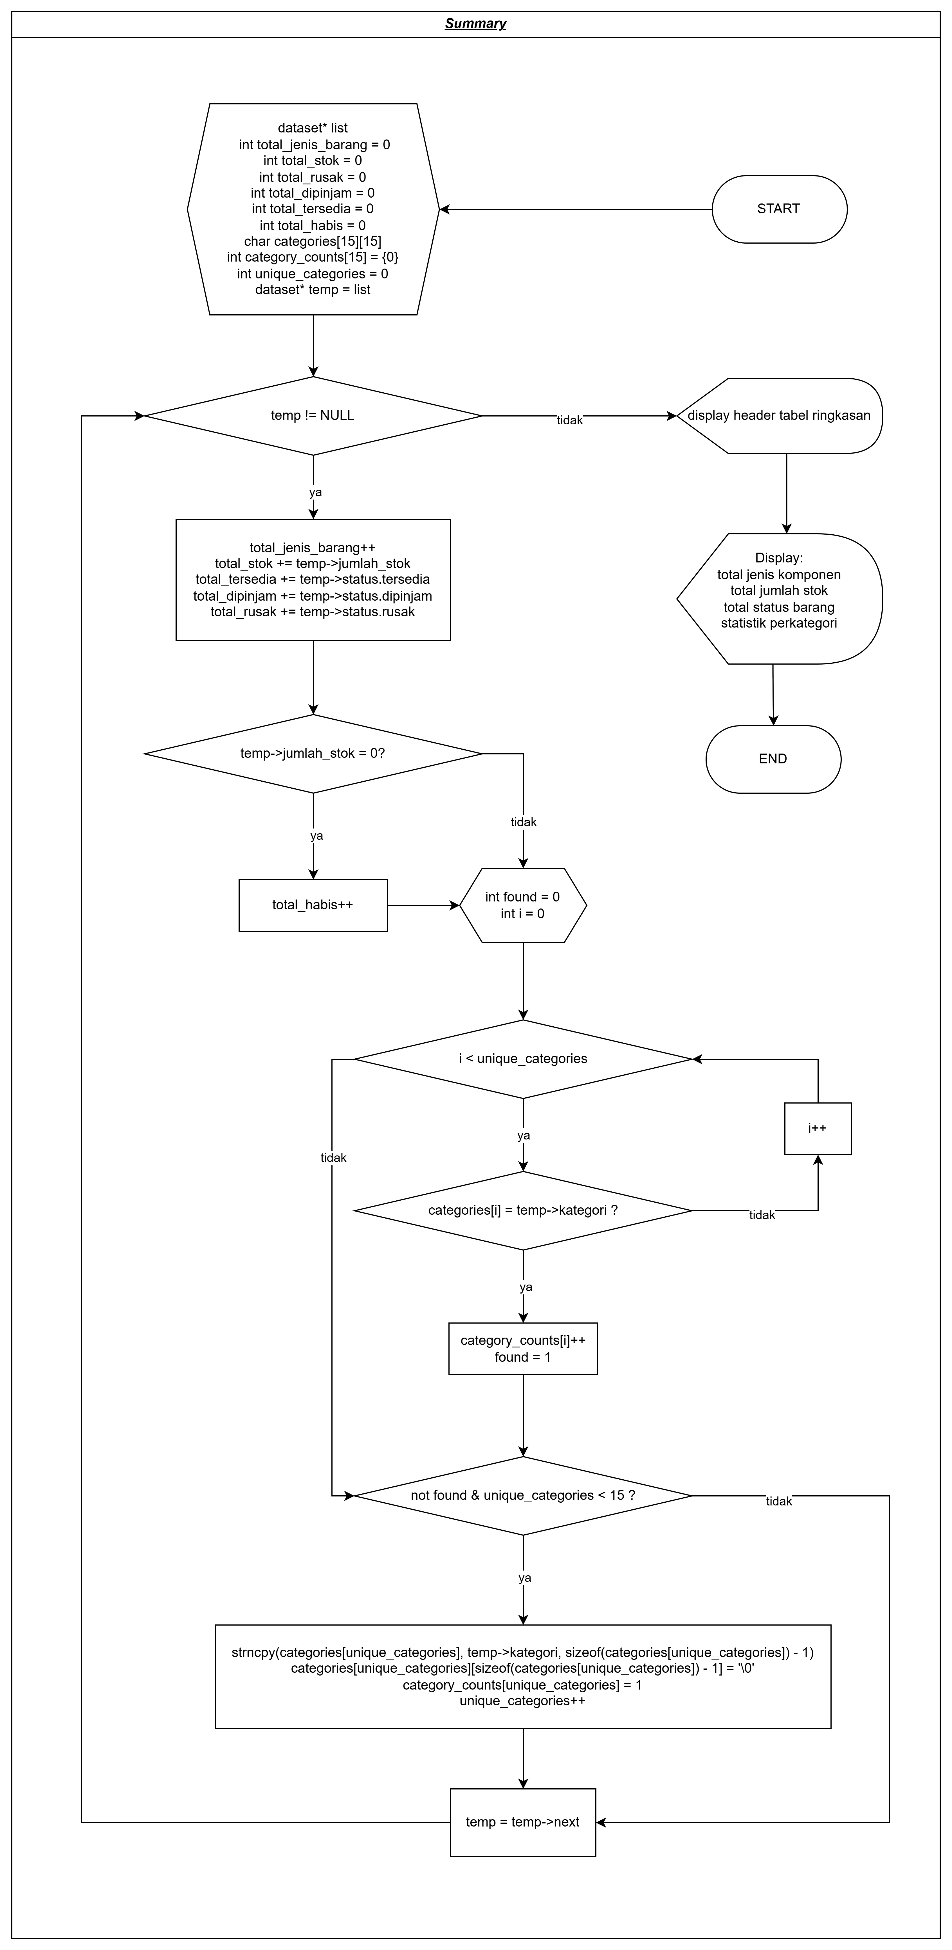 Summary
START
dataset* list
int total_jenis_barang = 0
int total_stok = 0
int total_rusak = 0
int total_dipinjam = 0
int total_tersedia = 0
int total_habis = 0
char categories[15][15]
int category_counts[15] = {0}
int unique_categories = 0
dataset* temp = list
temp != NULL
tidak
display header tabel ringkasan
ya
total_jenis_barang++
total_stok += temp->jumlah_stok
total_tersedia += temp->status.tersedia
total_dipinjam += temp->status.dipinjam
total_rusak += temp->status.rusak
Display:
total jenis komponen
total jumlah stok
total status barang
statistik perkategori
END
temp->jumlah_stok = 0?
tidak
ya
total_habis++
int found = 0
int i = 0
i < unique_categories
i++
ya
tidak
categories[i] = temp->kategori ?
tidak
ya
category_counts[i]++
found = 1
not found & unique_categories < 15 ?
tidak
ya
strncpy(categories[unique_categories], temp->kategori, sizeof(categories[unique_categories]) - 1)
categories[unique_categories][sizeof(categories[unique_categories]) - 1] = '\0'
category_counts[unique_categories] = 1
unique_categories++
temp = temp->next